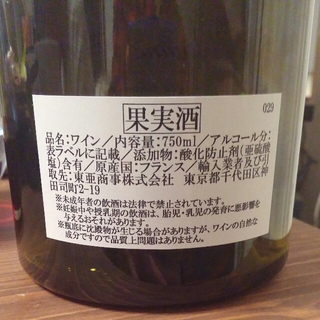 果実酒
029
品名:ワイン/内容量:750ml/アルコール分:
表ラベルに記載/添加物:酸化防止剤(亜硫酸
塩)含有/原産国:フランス/輸入業者及び引
取先:東亜商事株式会社 東京都千代田区神
田司町2-19
※未成年者の飲酒は法律で禁止されています。
※妊娠中や授乳期の飲酒は、胎児・乳児の発育に悪影響を
与えるおそれがあります。
※瓶底に沈殿物が生じる場合がありますが、ワインの自然な
成分ですので品質上問題はありません。